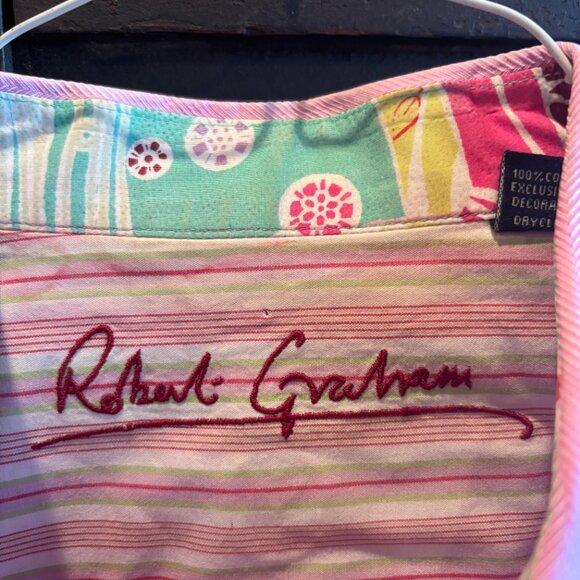 100% CO
EXCLUSI
DECORA
DRYCL
Robert Graham